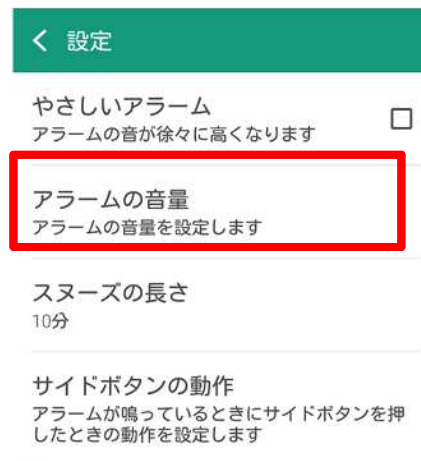 設定
やさしいアラーム
アラームの音が徐々に高くなります
アラームの音量
アラームの音量を設定します
スヌーズの長さ
10分
サイドボタンの動作
アラームが鳴っているときにサイドボタンを押
したときの動作を設定します